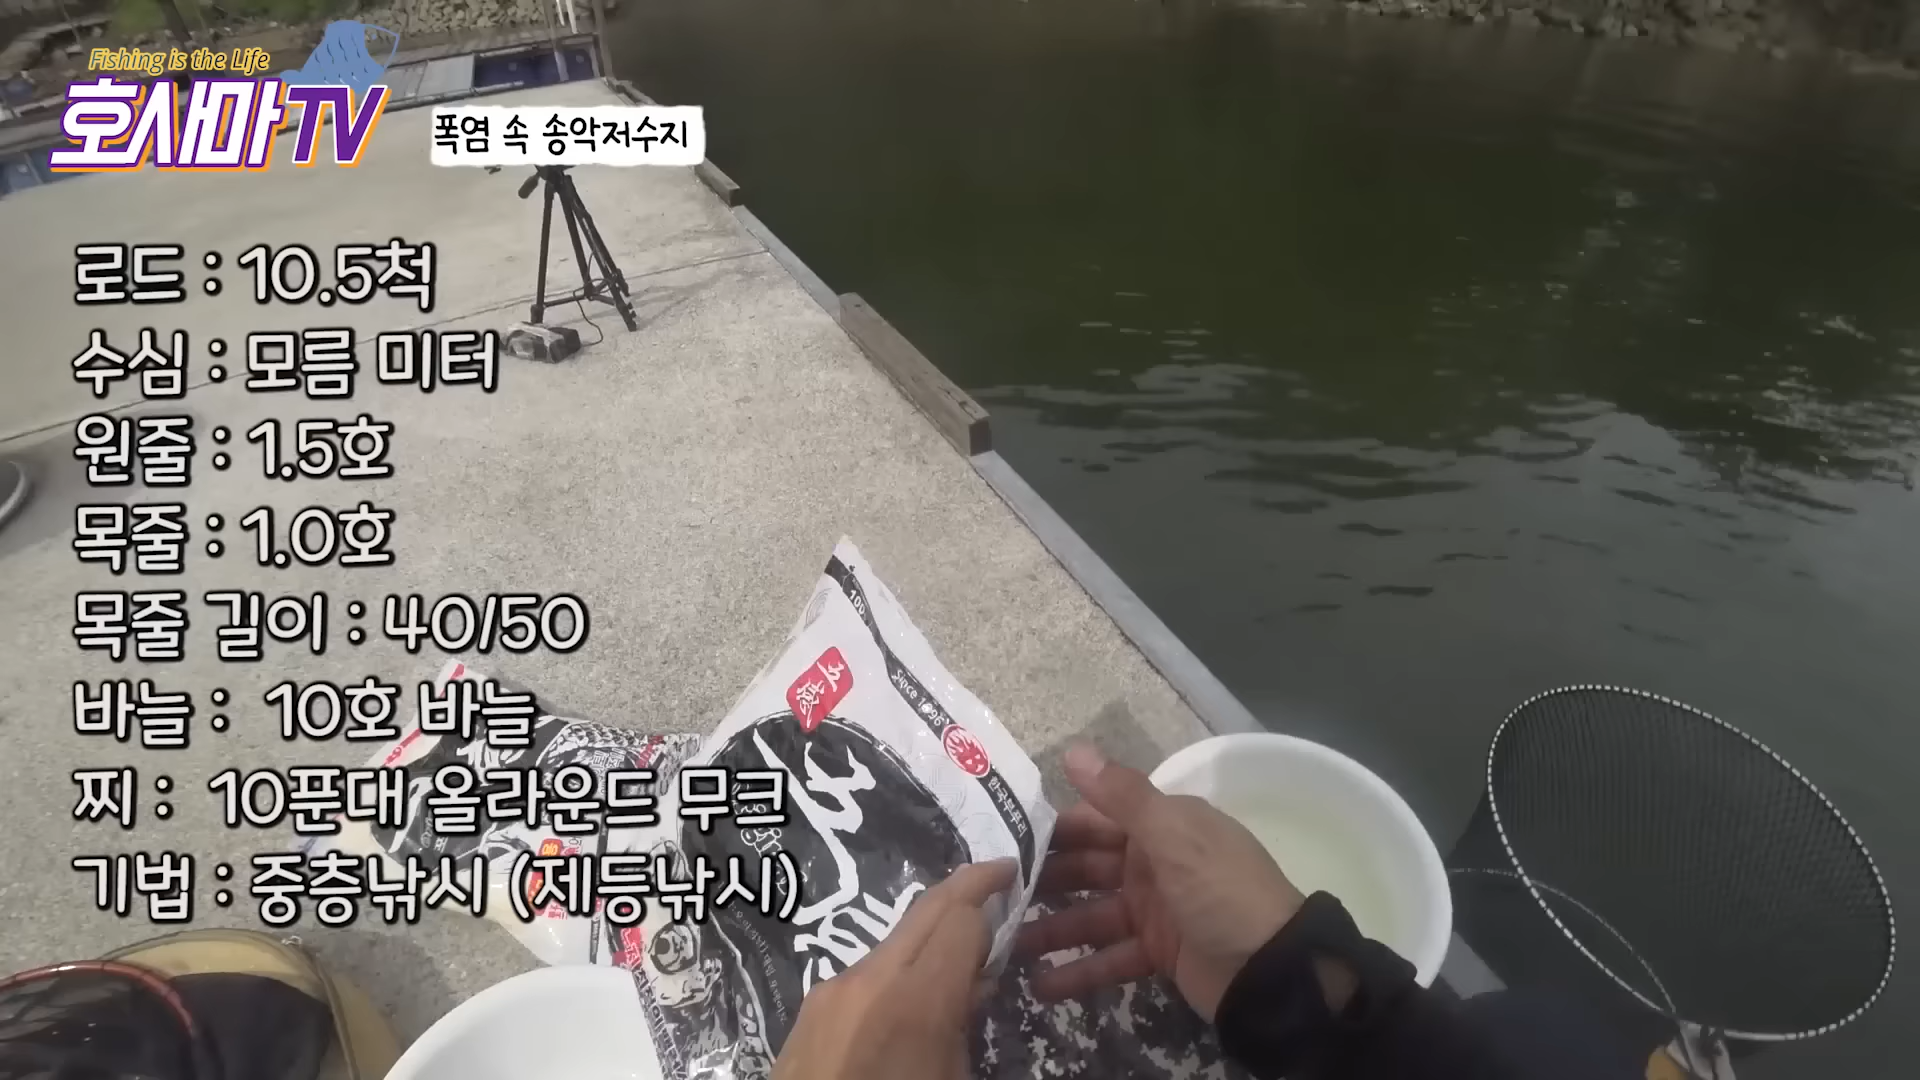 Fishing is the Life
호사마TV
폭염 속 송악저수지
로드 : 10.5척
수심 : 모름 미터
원줄 : 1.5호
목줄 : 1.0호
목줄 길이 : 40/50
바늘 : 10호 바늘
찌 : 10푼대 올라운드 무크
기법 : 중층낚시 (제등낚시)
Since 1996